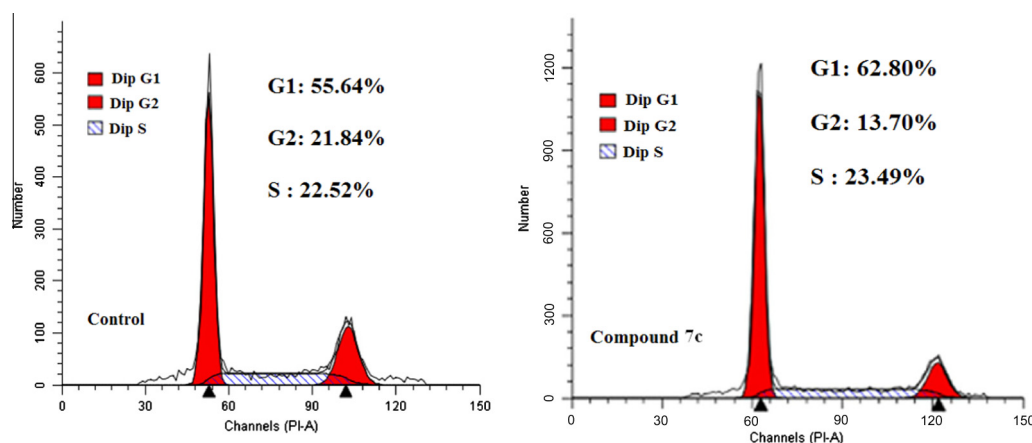 Dip G1
Dip G2
Dip S
G1: 55.64%
G2: 21.84%
S : 22.52%
Control
Number
0
100
200
300
400
500
600
0
30
60
90
120
150
Channels (PI-A)
Dip G1
Dip G2
Dip S
G1: 62.80%
G2: 13.70%
S : 23.49%
Compound 7c
Number
0
300
600
900
1200
0
30
60
90
120
150
Channels (PI-A)